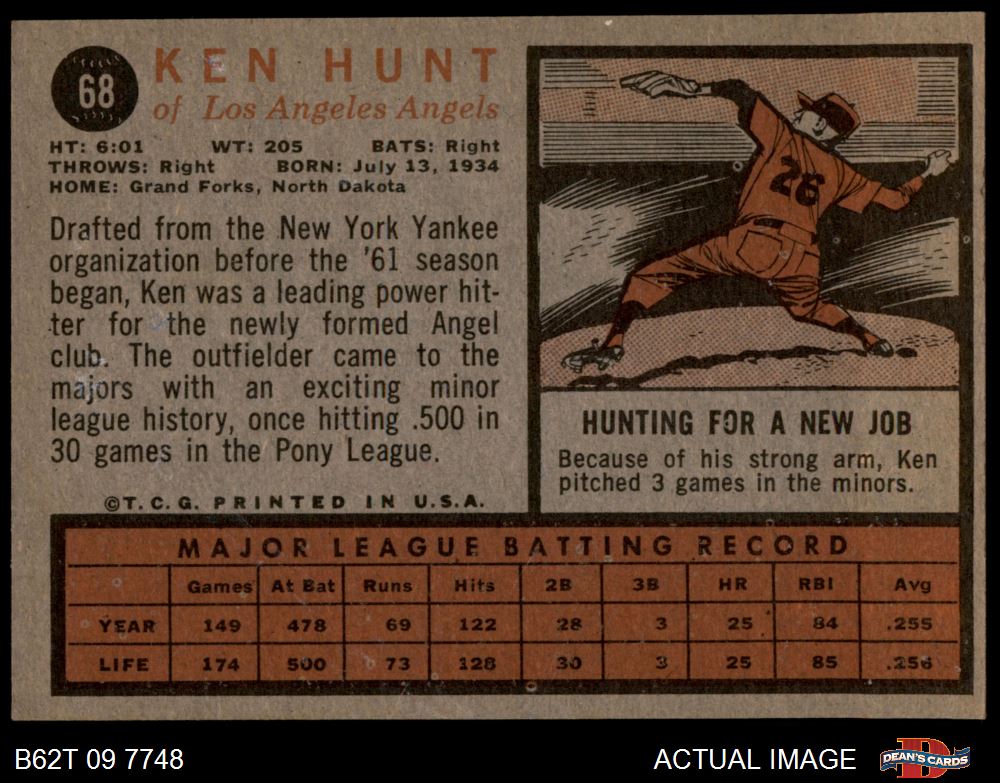 68
KEN HUNT
of Los Angeles Angels
HT: 6:01 WT: 205 BATS: Right
THROWS: Right BORN: July 13, 1934
HOME: Grand Forks, North Dakota
Drafted from the New York Yankee
organization before the '61 season
began, Ken was a leading power hit-
ter for the newly formed Angel
club. The outfielder came to the
majors with an exciting minor
league history, once hitting .500 in
30 games in the Pony League.
©T. C. G. PRINTED IN U.S.A.
26
HUNTING FOR A NEW JOB
Because of his strong arm, Ken
pitched 3 games in the minors.
MAJOR LEAGUE BATTING RECORD
Games At Bat Runs Hits 2B 3B HR RBI Avg
YEAR 149 478 69 122 28 3 25 84 .255
LIFE 174 500 73 128 30 3 25 85 .256
B62T 09 7748
ACTUAL IMAGE
DEAN'S CARDS